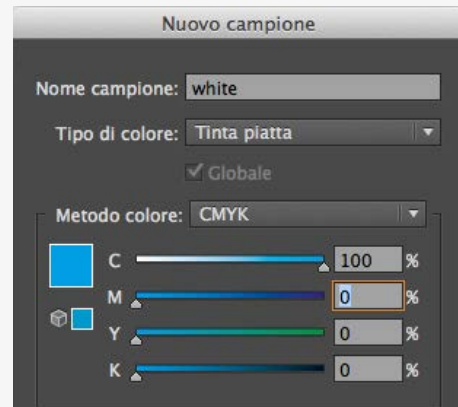 Nuovo campione
Nome campione: white
Tipo di colore: Tinta piatta
Globale
Metodo colore: CMYK
C 100 %
M 0 %
Y 0 %
K 0 %